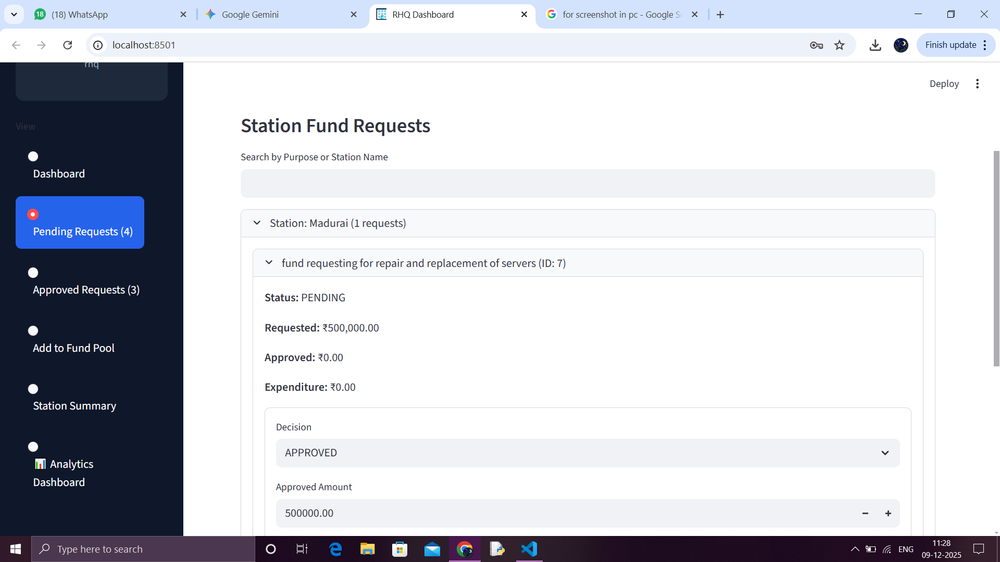 (18) WhatsApp
Google Gemini
RHQ Dashboard
for screenshot in pc - Google Se
localhost:8501
Finish update
rhq
Deploy
View
Dashboard
Pending Requests (4)
Approved Requests (3)
Add to Fund Pool
Station Summary
📊 Analytics
Dashboard
Station Fund Requests
Search by Purpose or Station Name
Station: Madurai (1 requests)
fund requesting for repair and replacement of servers (ID: 7)
Status: PENDING
Requested: ₹500,000.00
Approved: ₹0.00
Expenditure: ₹0.00
Decision
APPROVED
Approved Amount
500000.00
Type here to search
ENG
11:28
09-12-2025